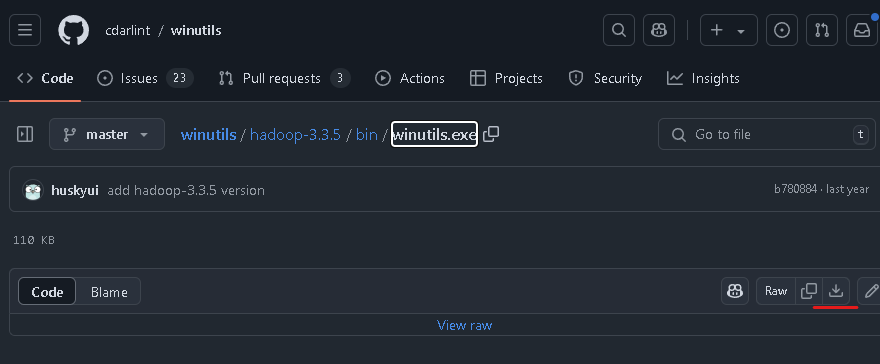 cdarlint / winutils
Code Issues 23 Pull requests 3 Actions Projects Security Insights
master winutils / hadoop-3.3.5 / bin / winutils.exe Go to file t
huskyui add hadoop-3.3.5 version b780884 · last year
110 KB
Code Blame Raw
View raw